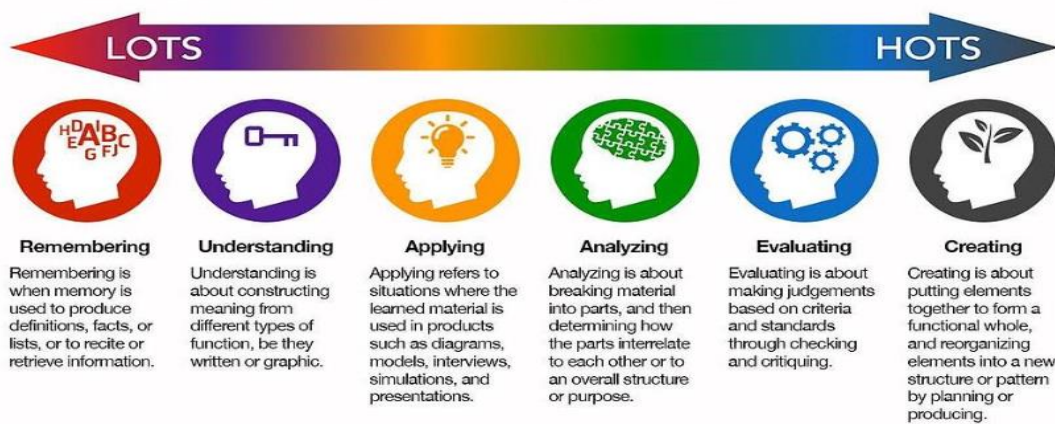 LOTS HOTS
H D A I B C E G F J
Remembering
Remembering is
when memory is
used to produce
definitions, facts, or
lists, or to recite or
retrieve information.
Understanding
Understanding is
about constructing
meaning from
different types of
function, be they
written or graphic.
Applying
Applying refers to
situations where the
learned material is
used in products
such as diagrams,
models, interviews,
simulations, and
presentations.
Analyzing
Analyzing is about
breaking material
into parts, and then
determining how
the parts interrelate
to each other or to
an overall structure
or purpose.
Evaluating
Evaluating is about
making judgements
based on criteria
and standards
through checking
and critiquing.
Creating
Creating is about
putting elements
together to form a
functional whole,
and reorganizing
elements into a new
structure or pattern
by planning or
producing.